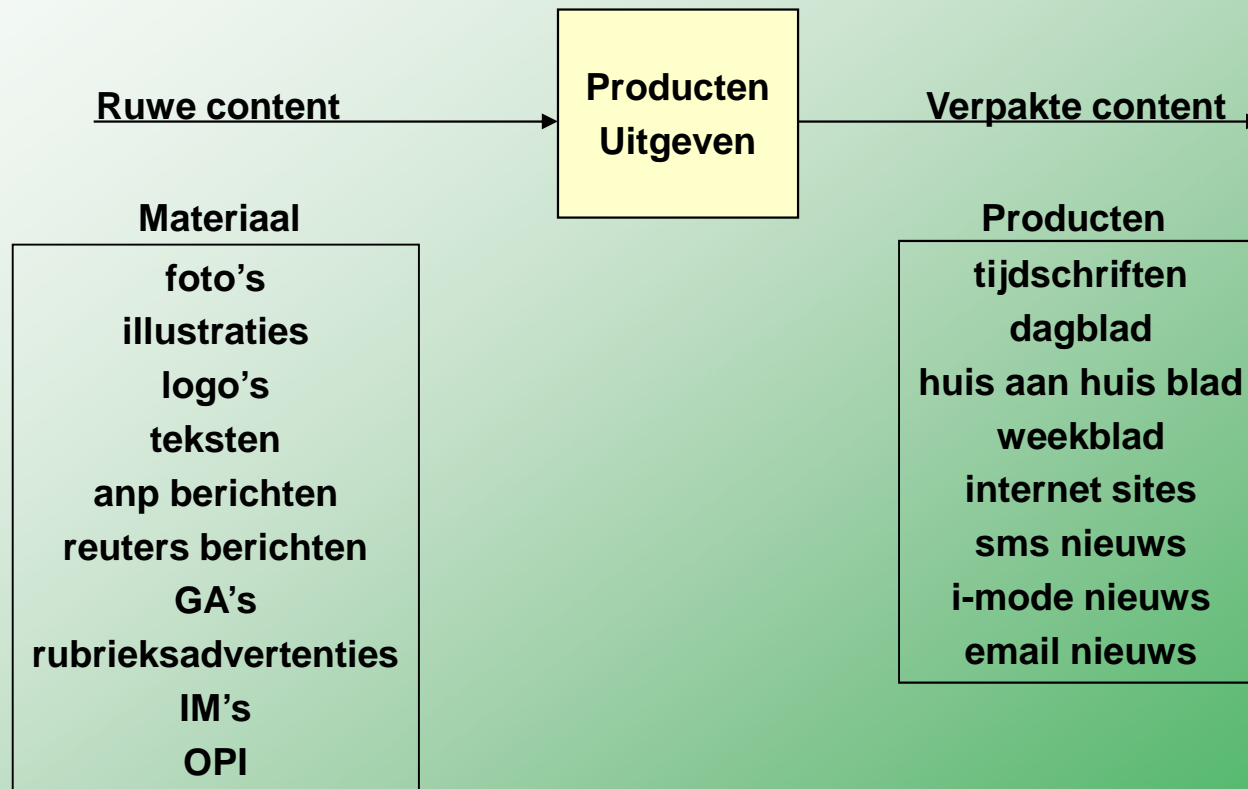 Ruwe content
Producten
Uitgeven
Verpakte content
Materiaal
foto’s
illustraties
logo’s
teksten
anp berichten
reuters berichten
GA’s
rubrieksadvertenties
IM’s
OPI
Producten
tijdschriften
dagblad
huis aan huis blad
weekblad
internet sites
sms nieuws
i-mode nieuws
email nieuws